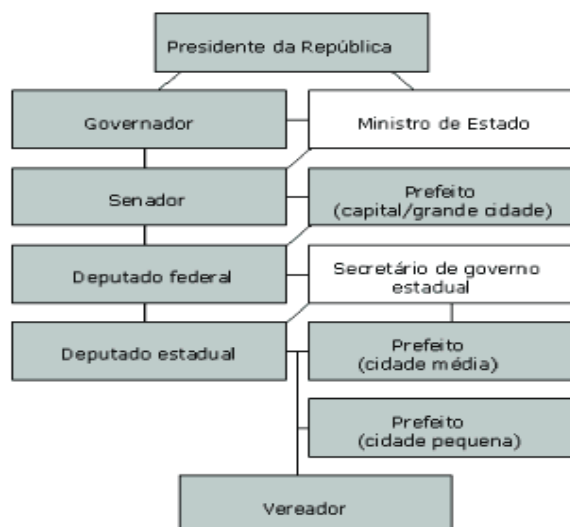 Presidente da República
Governador
Ministro de Estado
Senador
Prefeito
(capital/grande cidade)
Deputado federal
Secretário de governo
estadual
Deputado estadual
Prefeito
(cidade média)
Prefeito
(cidade pequena)
Vereador